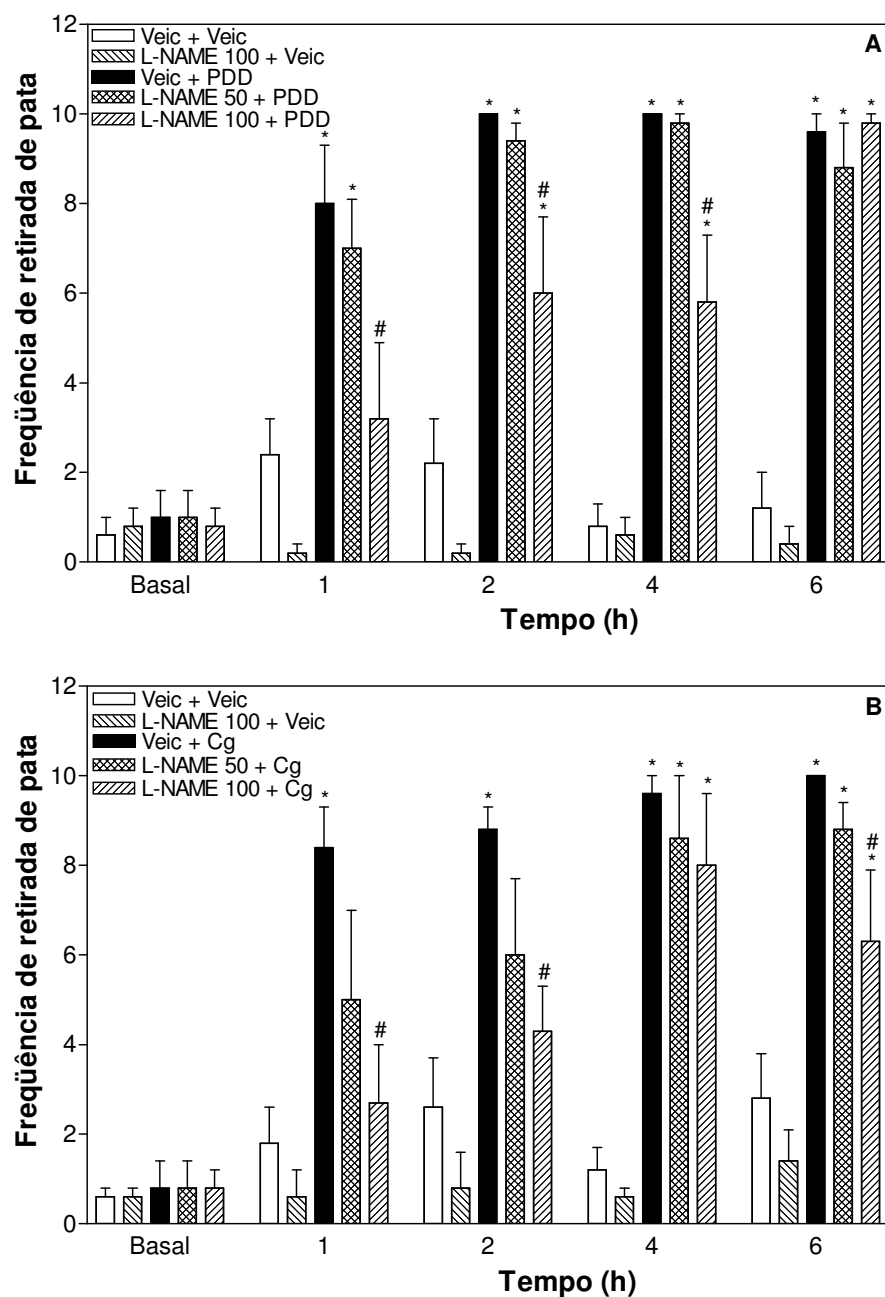 A
Veic + Veic
L-NAME 100 + Veic
Veic + PDD
L-NAME 50 + PDD
L-NAME 100 + PDD
12
10
8
6
4
2
0
Freqüência de retirada de pata
* * #
* * # *
* * # *
* * *
Basal 1 2 4 6
Tempo (h)
B
Veic + Veic
L-NAME 100 + Veic
Veic + Cg
L-NAME 50 + Cg
L-NAME 100 + Cg
12
10
8
6
4
2
0
Freqüência de retirada de pata
* #
* #
* * *
* * # *
Basal 1 2 4 6
Tempo (h)